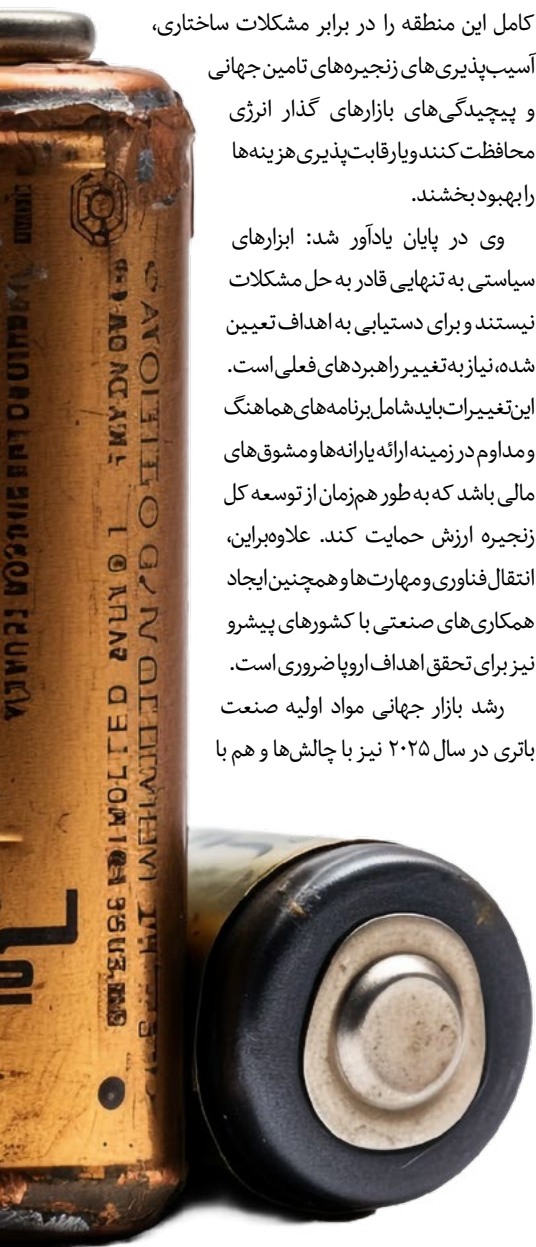 کامل این منطقه را در برابر مشکلات ساختاری،
آسیب‌پذیری‌های زنجیره‌های تامین جهانی
و پیچیدگی‌های بازارهای گذار انرژی
محافظت کنند و یا رقابت‌پذیری هزینه‌ها
را بهبود بخشند.
وی در پایان یادآور شد: ابزارهای
سیاستی به تنهایی قادر به حل مشکلات
نیستند و برای دستیابی به اهداف تعیین
شده، نیاز به تغییر راهبردهای فعلی است.
این تغییرات باید شامل برنامه‌های هماهنگ
و مداوم در زمینه ارائه یارانه‌ها و مشوق‌های
مالی باشد که به طور هم‌زمان از توسعه کل
زنجیره ارزش حمایت کند. علاوه‌براین،
انتقال فناوری و مهارت‌ها و همچنین ایجاد
همکاری‌های صنعتی با کشورهای پیشرو
نیز برای تحقق اهداف اروپا ضروری است.
رشد بازار جهانی مواد اولیه صنعت
باتری در سال ۲۰۲۵ نیز با چالش‌ها و هم با